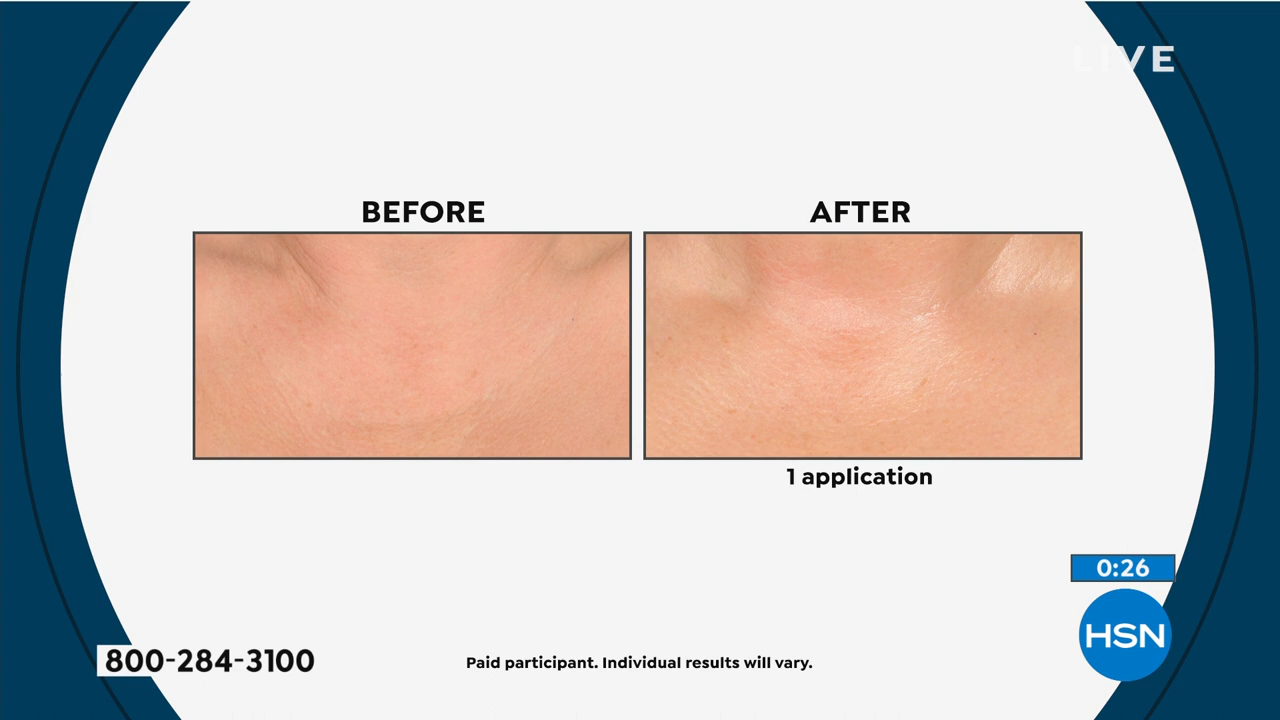 LIVE
BEFORE
AFTER
1 application
0:26
HSN
800-284-3100
Paid participant. Individual results will vary.